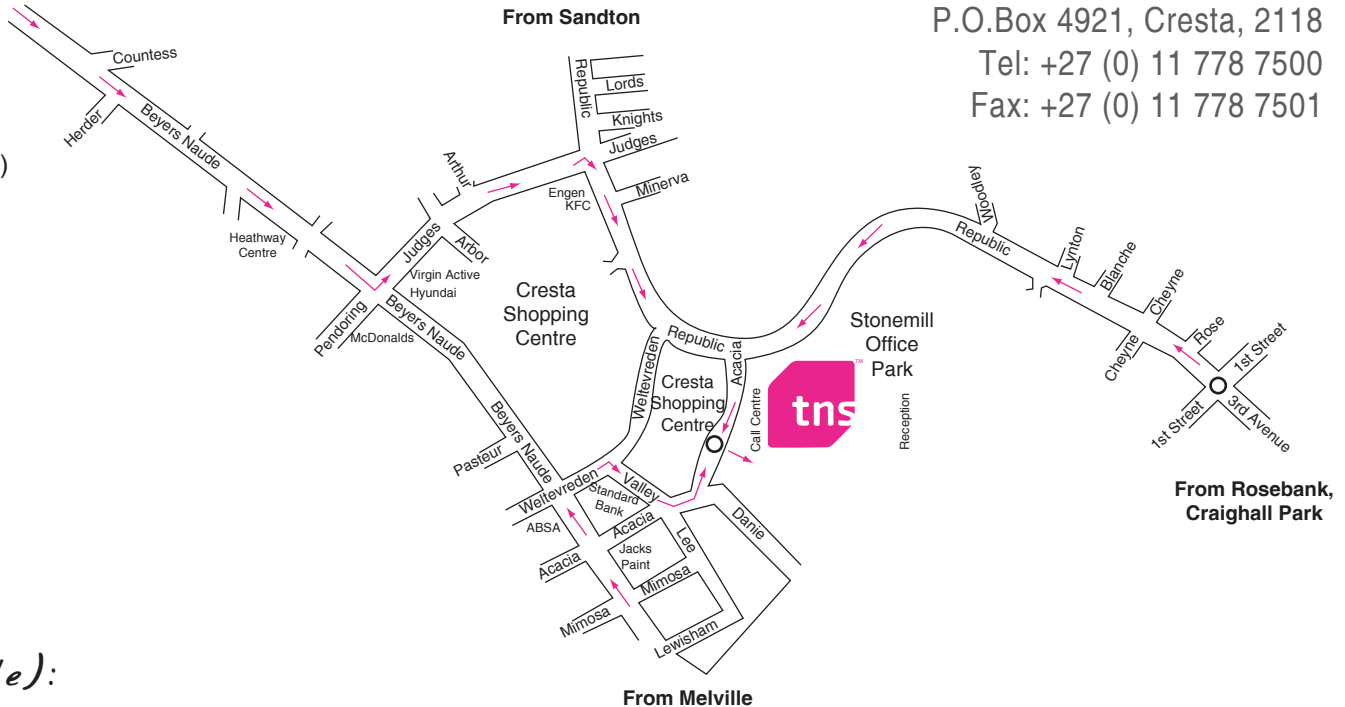 From Sandton
P.O.Box 4921, Cresta, 2118
Tel: +27 (0) 11 778 7500
Fax: +27 (0) 11 778 7501
Countess
Herder
Beyers Naude
)
Republic
Lords
Knights
Judges
Minerva
Arthur
Engen
KFC
Heathway
Centre
Judges
Arbor
Virgin Active
Hyundai
Pendoring
McDonalds
Beyers Naude
Cresta
Shopping
Centre
Woodley
Republic
Lynton
Blanche
Cheyne
Cheyne
Rose
1st Street
1st Street
3rd Avenue
Stonemill
Office
Park
Republic
Weltevreden
Acacia
Cresta
Shopping
Centre
Call Centre
tns
TM
Reception
Beyers Naude
Pasteur
Weltevreden
Valley
Standard
Bank
ABSA
Acacia
Acacia
Lee
Danie
Jacks
Paint
Mimosa
Mimosa
Lewisham
From Rosebank,
Craighall Park
le):
From Melville